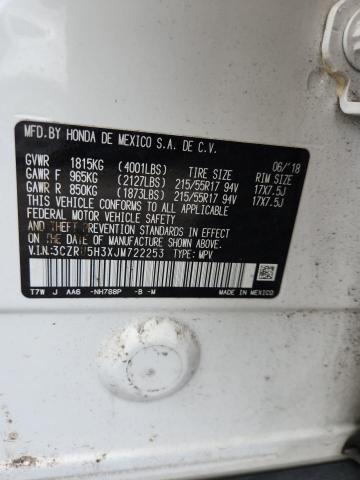 MFD.BY HONDA DE MEXICO S.A. DE C.V.
06/'18
GVWR 1815KG (4001LBS) TIRE SIZE RIM SIZE
GAWR F 965KG (2127LBS) 215/55R17 94V 17X7.5J
GAWR R 850KG (1873LBS) 215/55R17 94V 17X7.5J
THIS VEHICLE CONFORMS TO ALL APPLICABLE
FEDERAL MOTOR VEHICLE SAFETY AND THEFT
PREVENTION STANDARDS IN EFFECT ON THE
DATE OF MANUFACTURE SHOWN ABOVE.
TYPE: MPV
T7W J AA6 -NH788P -B -M
MADE IN MEXICO